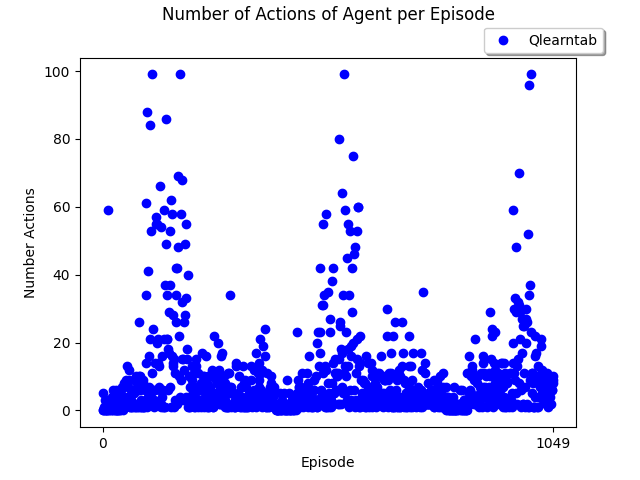 Number of Actions of Agent per Episode
Qlearntab
100
80
60
40
20
0
Number Actions
0
1049
Episode